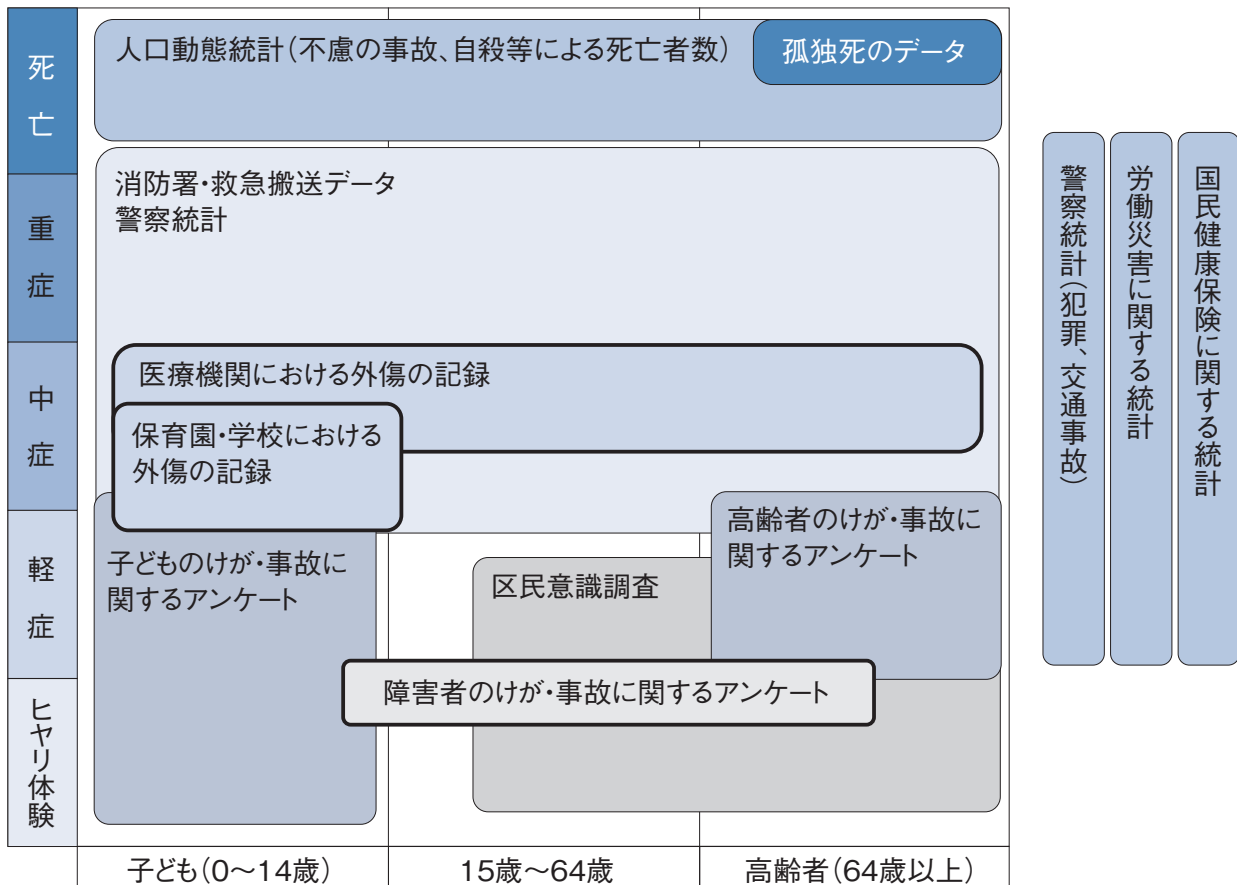 死亡
重症
中症
軽症
ヒヤリ体験
人口動態統計(不慮の事故、自殺等による死亡者数)
孤独死のデータ
消防署・救急搬送データ
警察統計
医療機関における外傷の記録
保育園・学校における
外傷の記録
子どものけが・事故に
関するアンケート
区民意識調査
高齢者のけが・事故に
関するアンケート
障害者のけが・事故に関するアンケート
子ども(0〜14歳)
15歳〜64歳
高齢者(64歳以上)
警察統計(犯罪、交通事故)
労働災害に関する統計
国民健康保険に関する統計